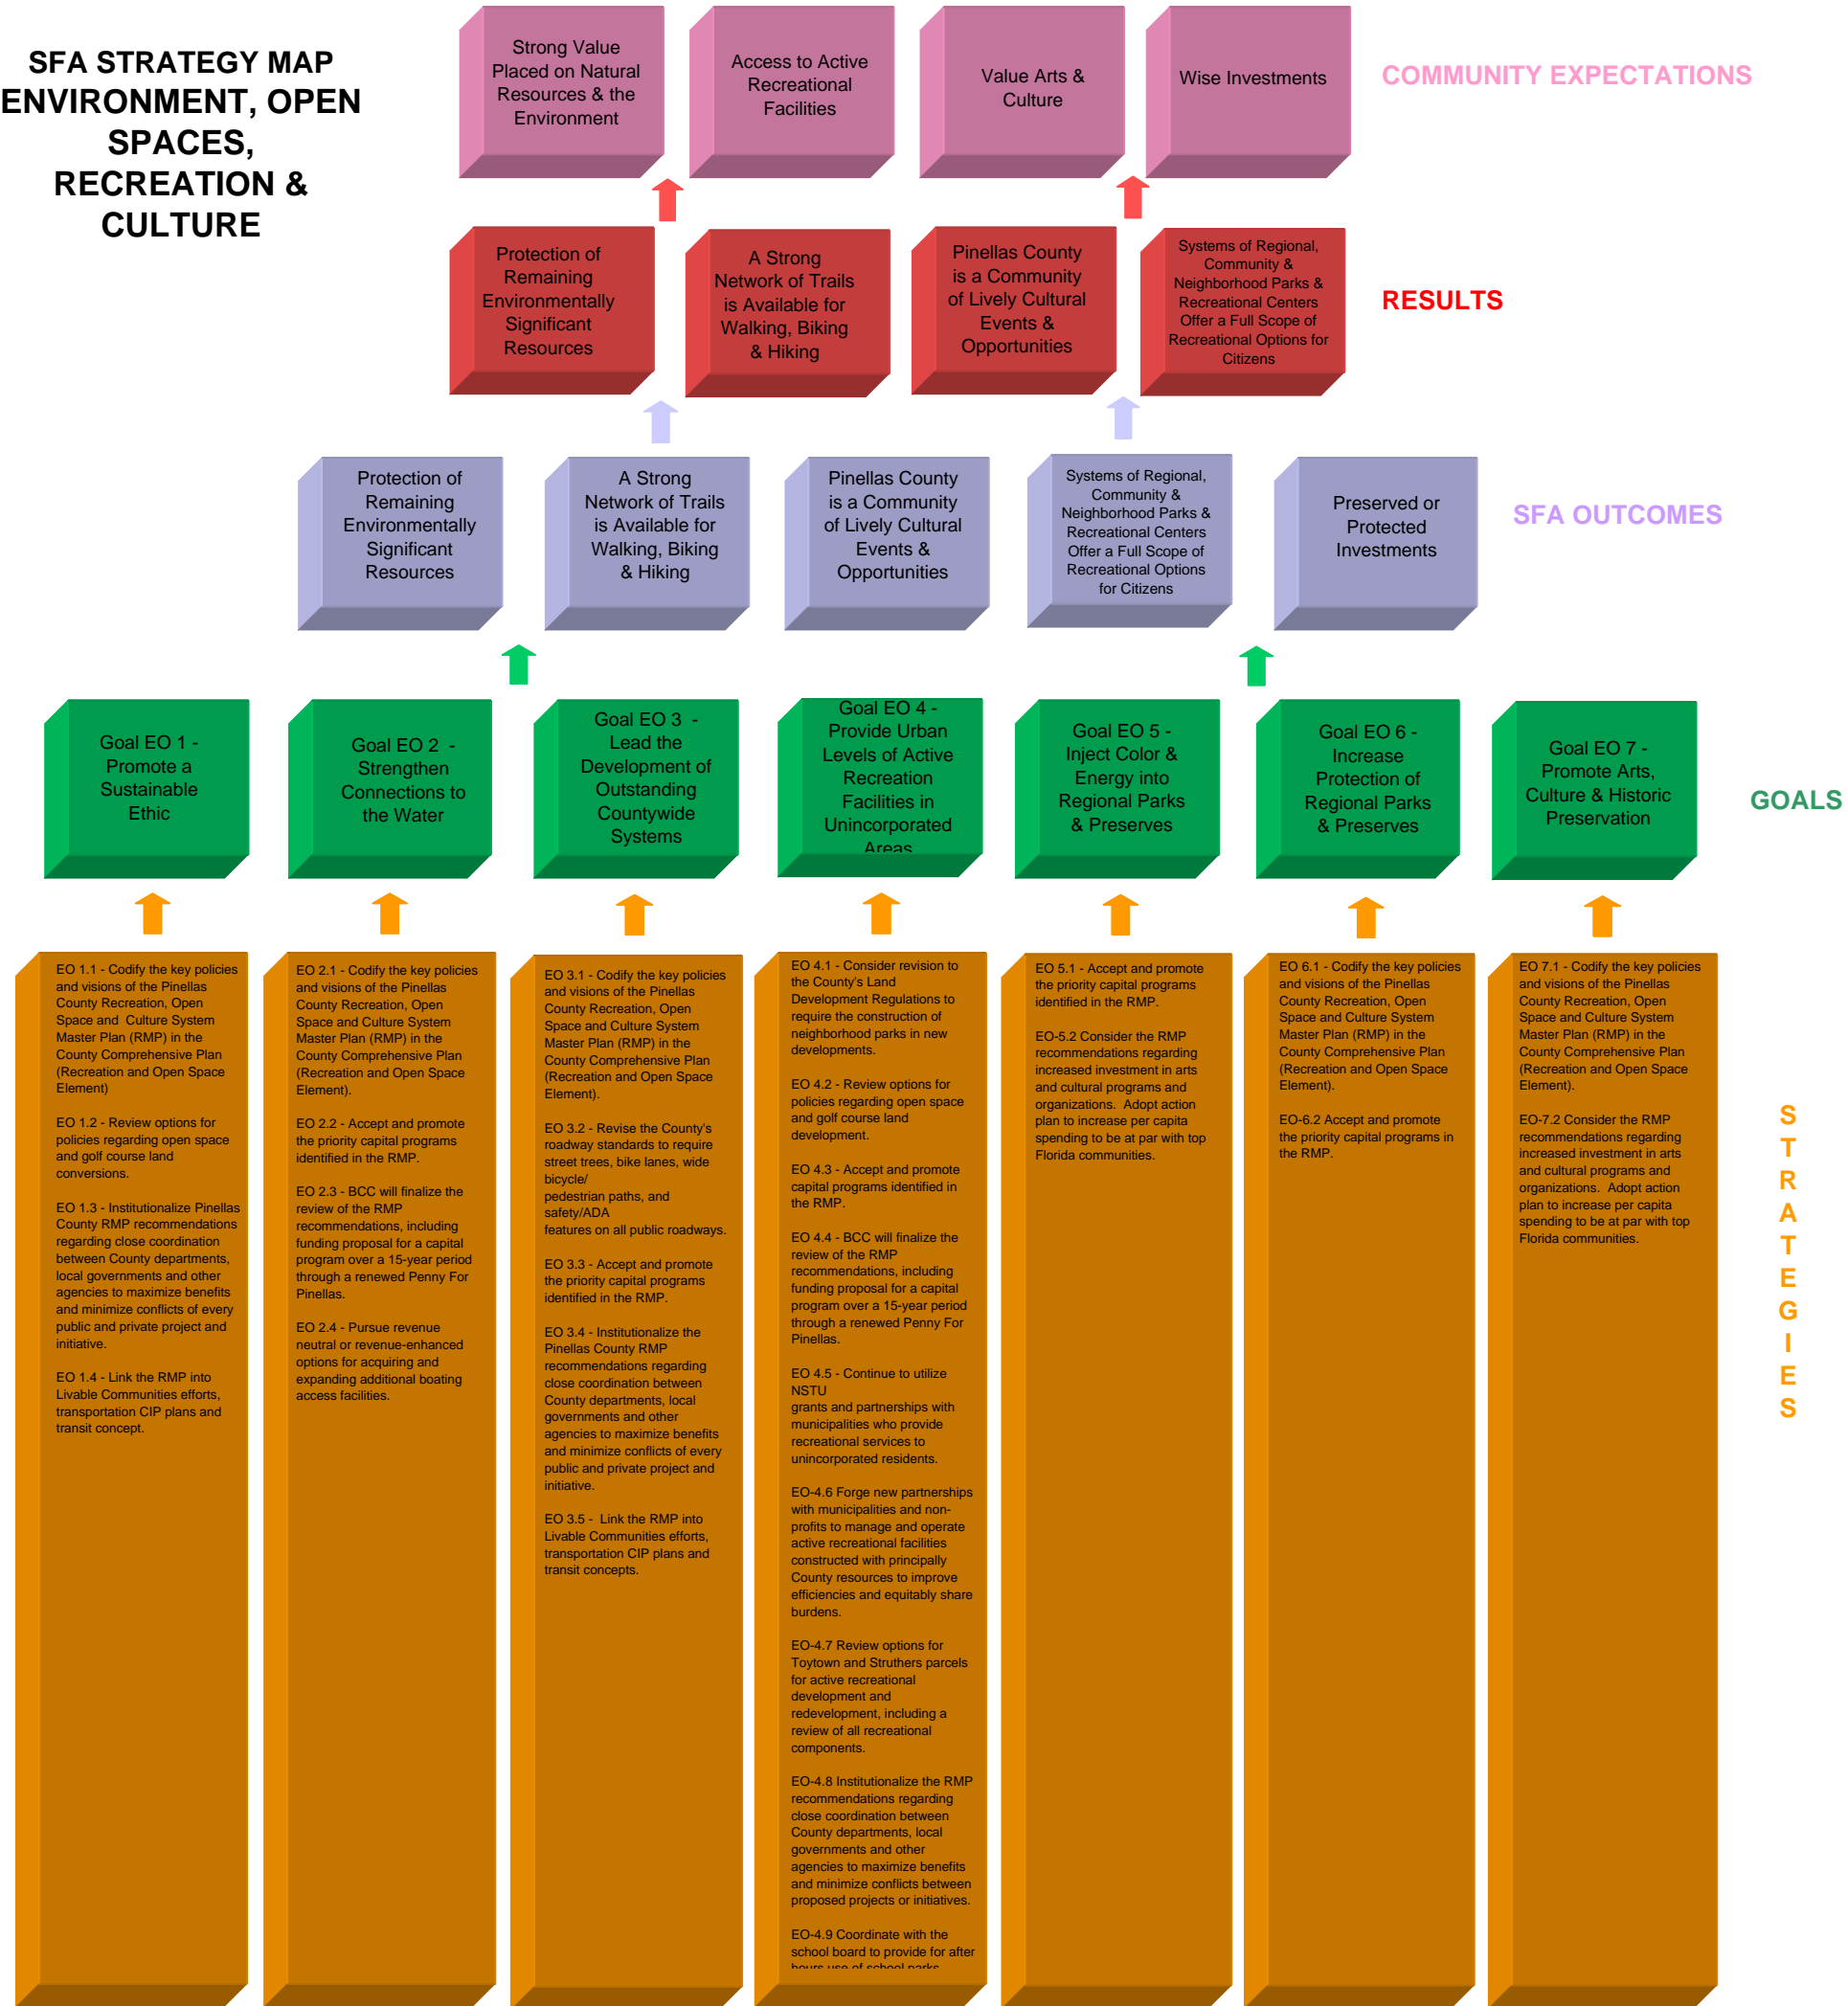 SFA STRATEGY MAP
ENVIRONMENT, OPEN
SPACES,
RECREATION &
CULTURE
Strong Value
Placed on Natural
Resources & the
Environment
Access to Active
Recreational
Facilities
Value Arts &
Culture
Wise Investments
COMMUNITY EXPECTATIONS
Protection of
Remaining
Environmentally
Significant
Resources
A Strong
Network of Trails
is Available for
Walking, Biking
& Hiking
Pinellas County
is a Community
of Lively Cultural
Events &
Opportunities
Systems of Regional,
Community &
Neighborhood Parks &
Recreational Centers
Offer a Full Scope of
Recreational Options for
Citizens
RESULTS
Protection of
Remaining
Environmentally
Significant
Resources
A Strong
Network of Trails
is Available for
Walking, Biking
& Hiking
Pinellas County
is a Community
of Lively Cultural
Events &
Opportunities
Systems of Regional,
Community &
Neighborhood Parks &
Recreational Centers
Offer a Full Scope of
Recreational Options
for Citizens
Preserved or
Protected
Investments
SFA OUTCOMES
Goal EO 1 -
Promote a
Sustainable
Ethic
Goal EO 2 -
Strengthen
Connections to
the Water
Goal EO 3 -
Lead the
Development of
Outstanding
Countywide
Systems
Goal EO 4 -
Provide Urban
Levels of Active
Recreation
Facilities in
Unincorporated
Areas
Goal EO 5 -
Inject Color &
Energy into
Regional Parks
& Preserves
Goal EO 6 -
Increase
Protection of
Regional Parks
& Preserves
Goal EO 7 -
Promote Arts,
Culture & Historic
Preservation
GOALS
EO 1.1 - Codify the key policies
and visions of the Pinellas
County Recreation, Open
Space and Culture System
Master Plan (RMP) in the
County Comprehensive Plan
(Recreation and Open Space
Element)
EO 1.2 - Review options for
policies regarding open space
and golf course land
conversions.
EO 1.3 - Institutionalize Pinellas
County RMP recommendations
regarding close coordination
between County departments,
local governments and other
agencies to maximize benefits
and minimize conflicts of every
public and private project and
initiative.
EO 1.4 - Link the RMP into
Livable Communities efforts,
transportation CIP plans and
transit concept.
EO 2.1 - Codify the key policies
and visions of the Pinellas
County Recreation, Open
Space and Culture System
Master Plan (RMP) in the
County Comprehensive Plan
(Recreation and Open Space
Element).
EO 2.2 - Accept and promote
the priority capital programs
identified in the RMP.
EO 2.3 - BCC will finalize the
review of the RMP
recommendations, including
funding proposal for a capital
program over a 15-year period
through a renewed Penny For
Pinellas.
EO 2.4 - Pursue revenue
neutral or revenue-enhanced
options for acquiring and
expanding additional boating
access facilities.
EO 3.1 - Codify the key policies
and visions of the Pinellas
County Recreation, Open
Space and Culture System
Master Plan (RMP) in the
County Comprehensive Plan
(Recreation and Open Space
Element).
EO 3.2 - Revise the County's
roadway standards to require
street trees, bike lanes, wide
bicycle/
pedestrian paths, and
safety/ADA
features on all public roadways.
EO 3.3 - Accept and promote
the priority capital programs
identified in the RMP.
EO 3.4 - Institutionalize the
Pinellas County RMP
recommendations regarding
close coordination between
County departments, local
governments and other
agencies to maximize benefits
and minimize conflicts of every
public and private project and
initiative.
EO 3.5 - Link the RMP into
Livable Communities efforts,
transportation CIP plans and
transit concepts.
EO 4.1 - Consider revision to
the County's Land
Development Regulations to
require the construction of
neighborhood parks in new
developments.
EO 4.2 - Review options for
policies regarding open space
and golf course land
development.
EO 4.3 - Accept and promote
capital programs identified in
the RMP.
EO 4.4 - BCC will finalize the
review of the RMP
recommendations, including
funding proposal for a capital
program over a 15-year period
through a renewed Penny For
Pinellas.
EO 4.5 - Continue to utilize
NSTU
grants and partnerships with
municipalities who provide
recreational services to
unincorporated residents.
EO-4.6 Forge new partnerships
with municipalities and non-
profits to manage and operate
active recreational facilities
constructed with principally
County resources to improve
efficiencies and equitably share
burdens.
EO-4.7 Review options for
Toytown and Struthers parcels
for active recreational
development and
redevelopment, including a
review of all recreational
components.
EO-4.8 Institutionalize the RMP
recommendations regarding
close coordination between
County departments, local
governments and other
agencies to maximize benefits
and minimize conflicts between
proposed projects or initiatives.
EO-4.9 Coordinate with the
school board to provide for after
hours use of school parks
EO 5.1 - Accept and promote
the priority capital programs
identified in the RMP.
EO-5.2 Consider the RMP
recommendations regarding
increased investment in arts
and cultural programs and
organizations. Adopt action
plan to increase per capita
spending to be at par with top
Florida communities.
EO 6.1 - Codify the key policies
and visions of the Pinellas
County Recreation, Open
Space and Culture System
Master Plan (RMP) in the
County Comprehensive Plan
(Recreation and Open Space
Element).
EO-6.2 Accept and promote
the priority capital programs in
the RMP.
EO 7.1 - Codify the key policies
and visions of the Pinellas
County Recreation, Open
Space and Culture System
Master Plan (RMP) in the
County Comprehensive Plan
(Recreation and Open Space
Element).
EO-7.2 Consider the RMP
recommendations regarding
increased investment in arts
and cultural programs and
organizations. Adopt action
plan to increase per capita
spending to be at par with top
Florida communities.
S
T
R
A
T
E
G
I
E
S